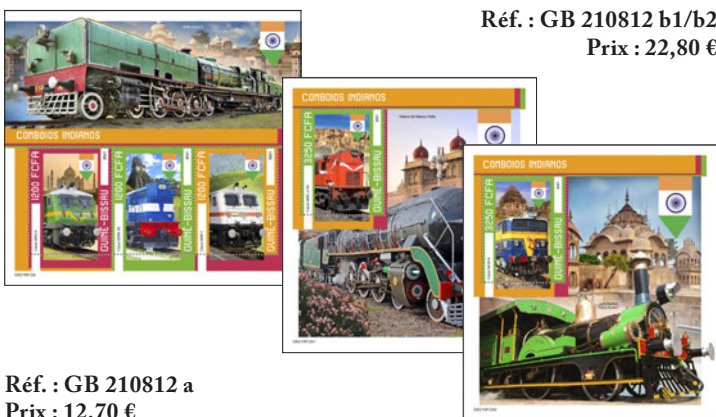 Réf. : GB 210812 b1/b2
Prix : 22,80 €
COMBOIOS INDIANOS
1200 FCFA
GUINÉ-BISSAU
1200 FCFA
GUINÉ-BISSAU
1200 FCFA
GUINÉ-BISSAU
COMBOIOS INDIANOS
3250 FCFA
GUINÉ-BISSAU
COMBOIOS INDIANOS
3250 FCFA
GUINÉ-BISSAU
Réf. : GB 210812 a
Prix : 12,70 €